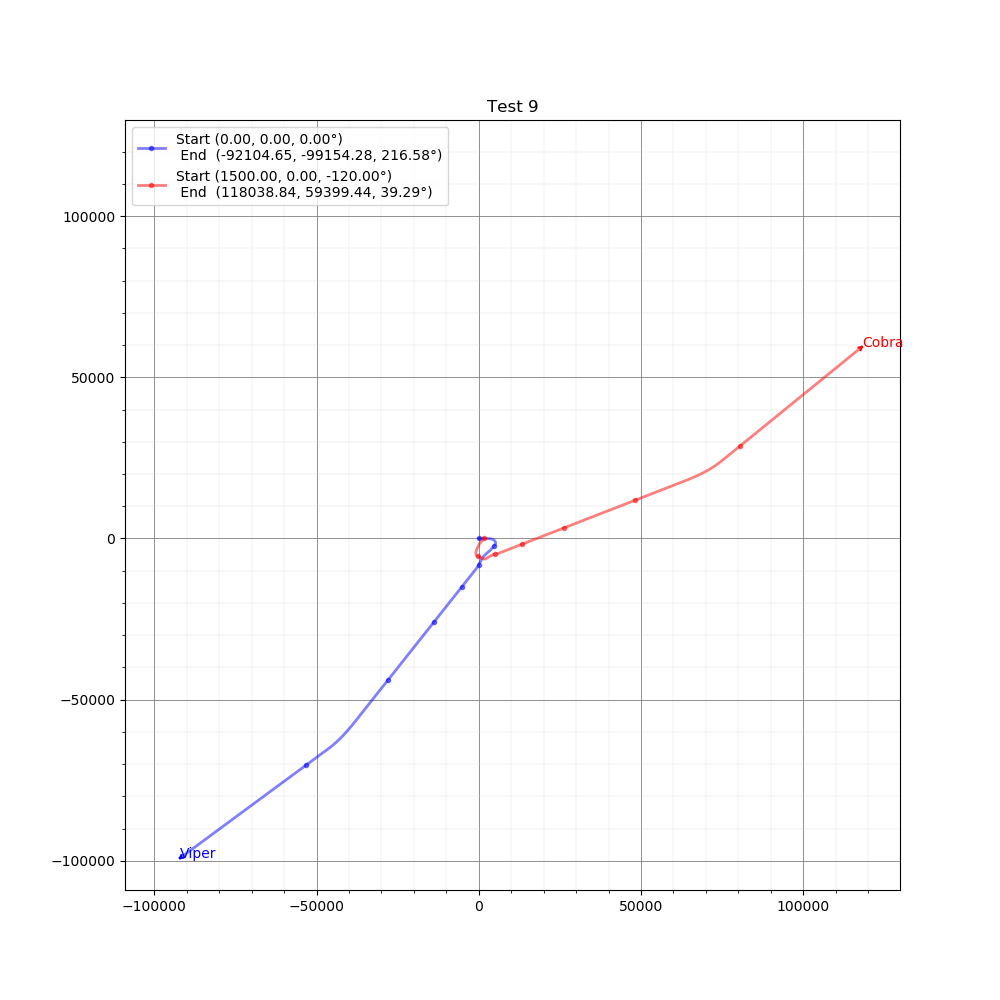 Test 9
Start (0.00, 0.00, 0.00°)
End (-92104.65, -99154.28, 216.58°)
Start (1500.00, 0.00, -120.00°)
End (118038.84, 59399.44, 39.29°)
100000
50000
0
−50000
−100000
Cobra
Viper
−100000 −50000 0 50000 100000